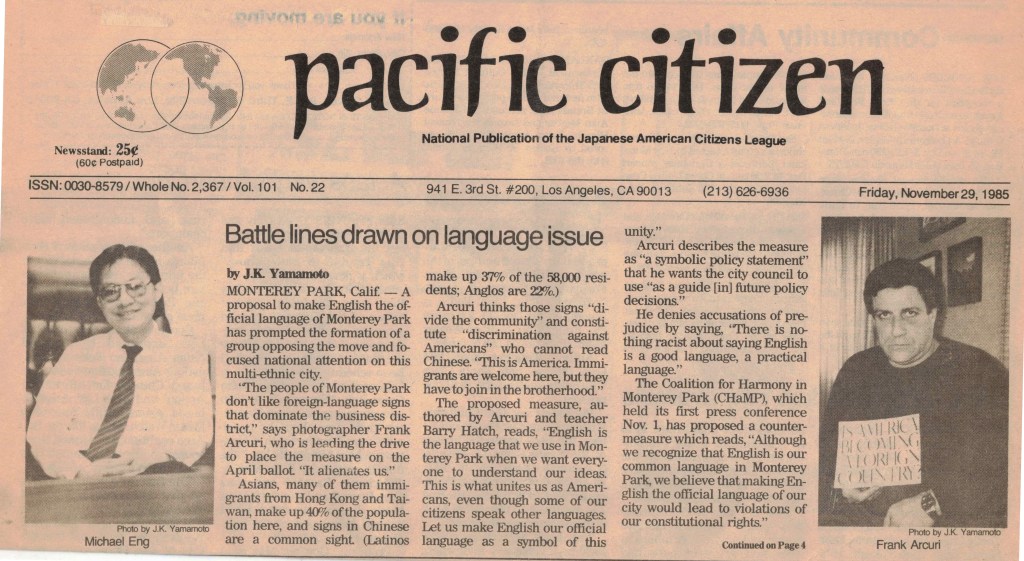 pacific citizen
National Publication of the Japanese American Citizens League
Newsstand: 25¢
(60¢ Postpaid)
ISSN: 0030-8579 / Whole No. 2,367 / Vol. 101 No. 22
941 E. 3rd St. #200, Los Angeles, CA 90013
(213) 626-6936
Friday, November 29, 1985
Photo by J.K. Yamamoto
Michael Eng
Battle lines drawn on language issue
by J.K. Yamamoto
MONTEREY PARK, Calif. — A
proposal to make English the of-
ficial language of Monterey Park
has prompted the formation of a
group opposing the move and fo-
cused national attention on this
multi-ethnic city.
"The people of Monterey Park
don't like foreign-language signs
that dominate the business dis-
trict," says photographer Frank
Arcuri, who is leading the drive
to place the measure on the
April ballot. "It alienates us."
Asians, many of them immi-
grants from Hong Kong and Tai-
wan, make up 40% of the popula-
tion here, and signs in Chinese
are a common sight. (Latinos
make up 37% of the 58,000 resi-
dents; Anglos are 22%.)
Arcuri thinks those signs "di-
vide the community" and consti-
tute "discrimination against
Americans" who cannot read
Chinese. "This is America. Immi-
grants are welcome here, but they
have to join in the brotherhood."
The proposed measure, au-
thored by Arcuri and teacher
Barry Hatch, reads, "English is
the language that we use in Mon-
terey Park when we want every-
one to understand our ideas.
This is what unites us as Ameri-
cans, even though some of our
citizens speak other languages.
Let us make English our official
language as a symbol of this
unity."
Arcuri describes the measure
as "a symbolic policy statement"
that he wants the city council to
use "as a guide [in] future policy
decisions."
He denies accusations of pre-
judice by saying, "There is no-
thing racist about saying English
is a good language, a practical
language."
The Coalition for Harmony in
Monterey Park (CHaMP), which
held its first press conference
Nov. 1, has proposed a counter-
measure which reads, "Although
we recognize that English is our
common language in Monterey
Park, we believe that making En-
glish the official language of our
city would lead to violations of
our constitutional rights."
Continued on Page 4
IS AMERICA
BECOMING
A FOREIGN
COUNTRY
Photo by J.K. Yamamoto
Frank Arcuri